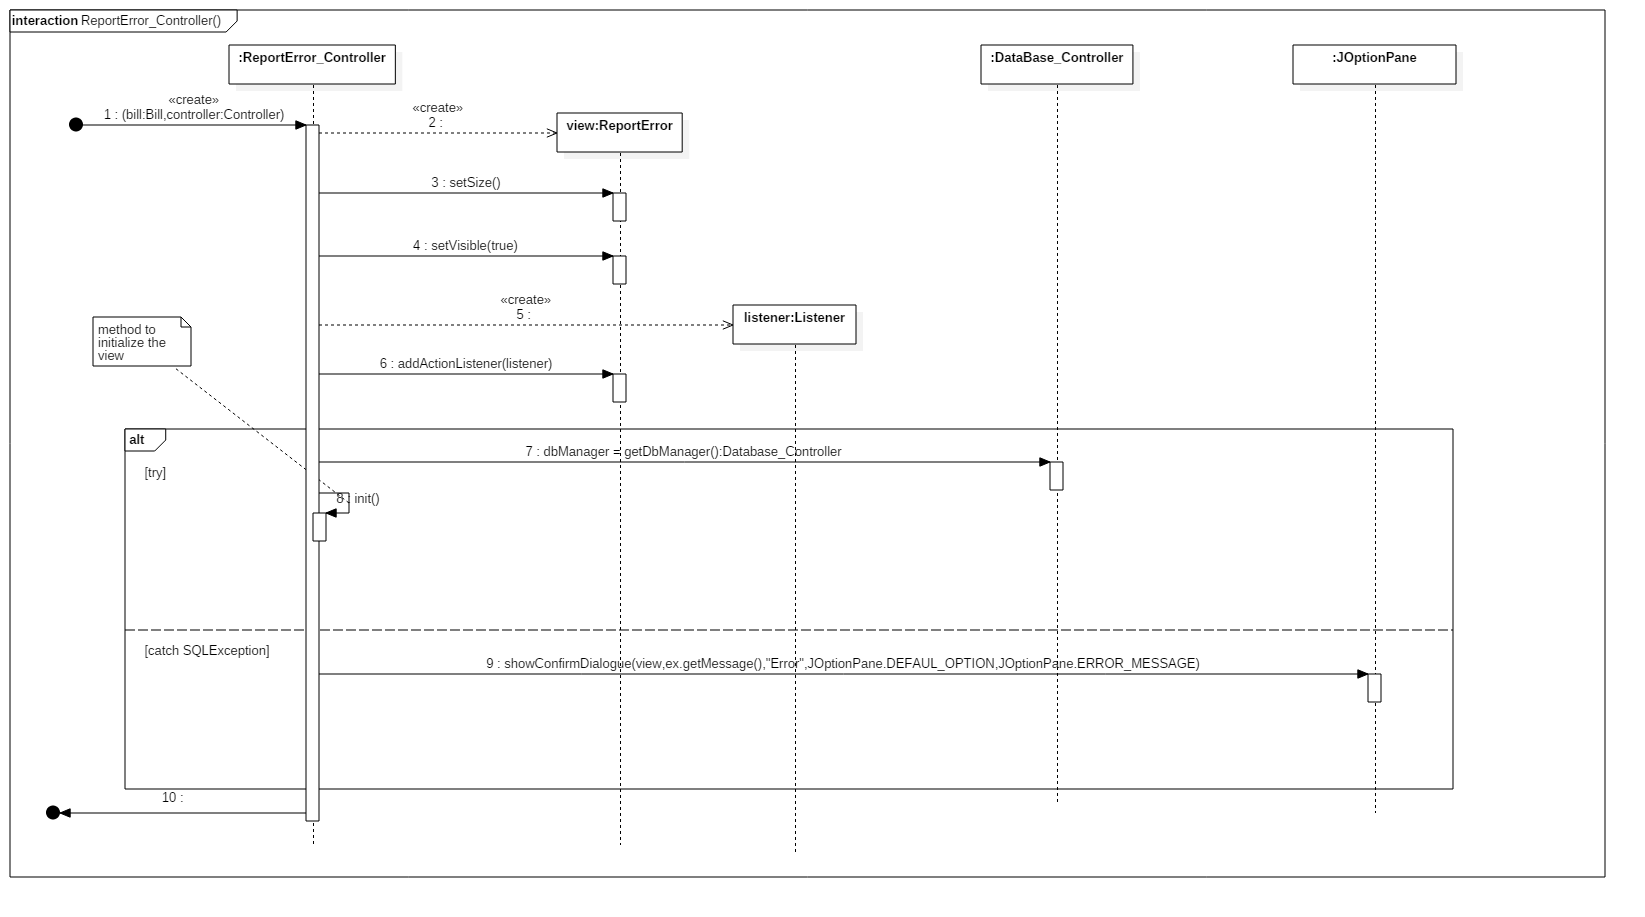 interaction ReportError_Controller()
:ReportError_Controller
:DataBase_Controller
:JOptionPane
«create»
1 : (bill:Bill,controller:Controller)
«create»
2 :
view:ReportError
3 : setSize()
4 : setVisible(true)
«create»
5 :
listener:Listener
method to
initialize the
view
6 : addActionListener(listener)
alt
7 : dbManager = getDbManager():Database_Controller
[try]
8 : init()
[catch SQLException]
9 : showConfirmDialogue(view,ex.getMessage(),"Error",JOptionPane.DEFAUL_OPTION,JOptionPane.ERROR_MESSAGE)
10 :